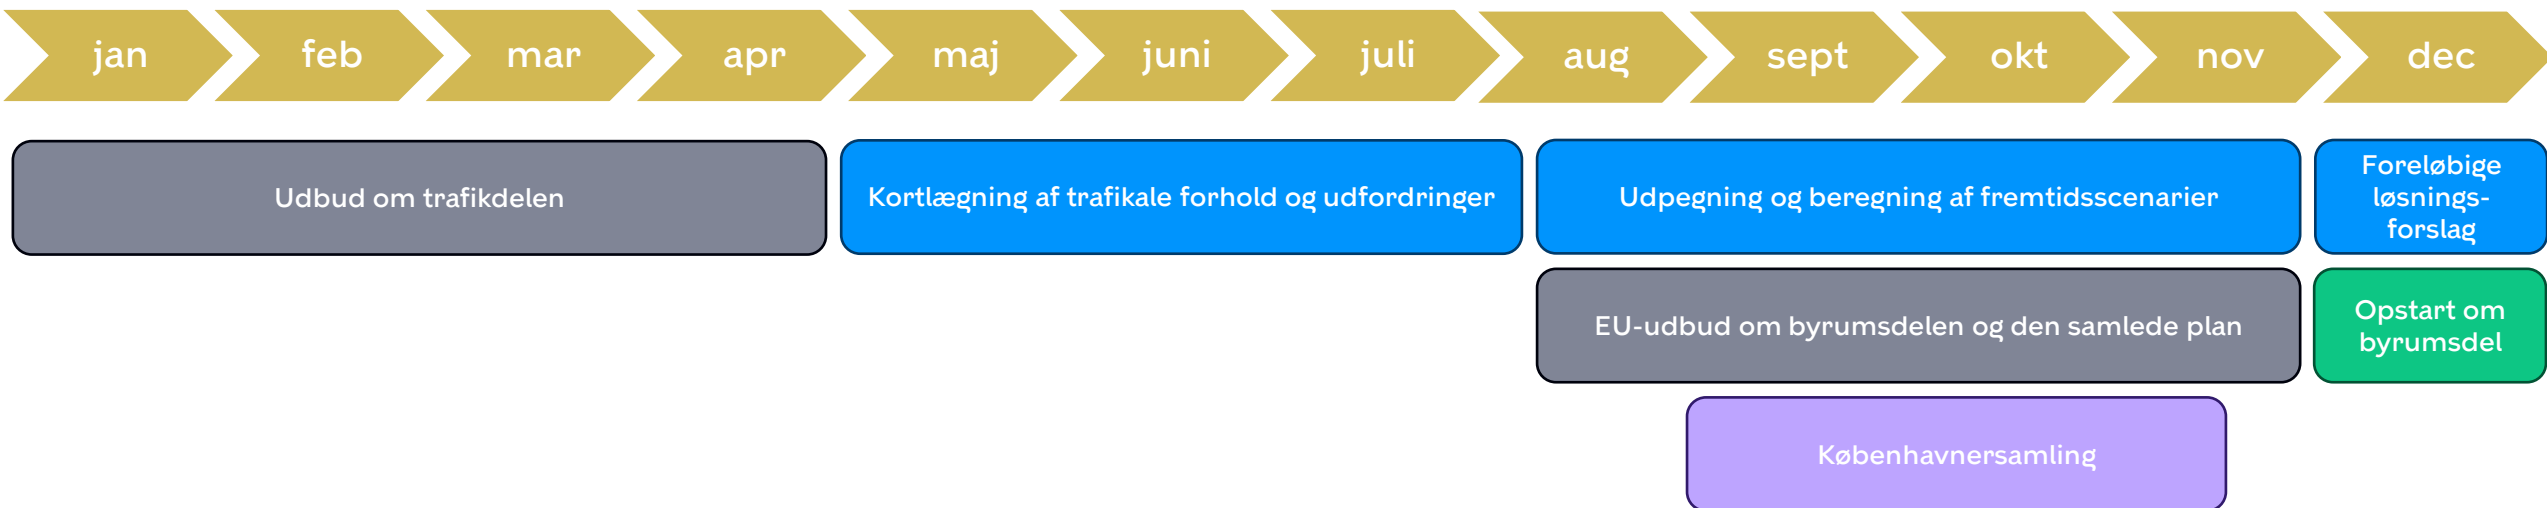 jan feb mar apr maj juni juli aug sept okt nov dec
Udbud om trafikdelen
Kortlægning af trafikale forhold og udfordringer
Udpegning og beregning af fremtidsscenarier
Foreløbige
løsnings-
forslag
EU-udbud om byrumsdelen og den samlede plan
Opstart om
byrumsdel
Københavnersamling